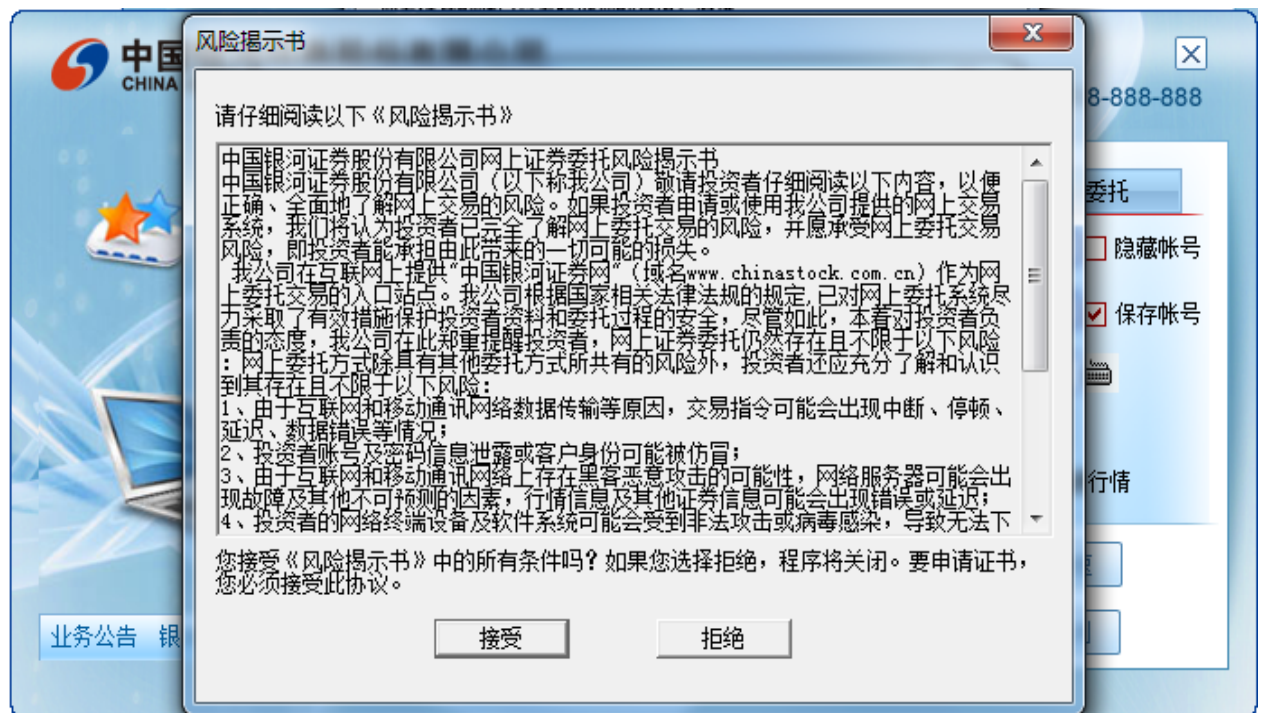 风险揭示书
中国
CHINA
8-888-888
请仔细阅读以下《风险揭示书》
中国银河证券股份有限公司网上证券委托风险揭示书
中国银河证券股份有限公司（以下称我公司）敬请投资者仔细阅读以下内容，以便
正确、全面地了解网上交易的风险。如果投资者申请或使用我公司提供的网上交易
系统，我们将认为投资者已完全了解网上委托交易的风险，并愿承受网上委托交易
风险，即投资者能承担由此带来的一切可能的损失。
我公司在互联网上提供"中国银河证券网"（域名www.chinastock.com.cn）作为网
上委托交易的入口站点。我公司根据国家相关法律法规的规定,已对网上委托系统尽
力采取了有效措施保护投资者资料和委托过程的安全，尽管如此，本着对投资者负
责的态度，我公司在此郑重提醒投资者，网上证券委托仍然存在且不限于以下风险
：网上委托方式除具有其他委托方式所共有的风险外，投资者还应充分了解和认识
到其存在且不限于以下风险：
1、由于互联网和移动通讯网络数据传输等原因，交易指令可能会出现中断、停顿、
延迟、数据错误等情况；
2、投资者账号及密码信息泄露或客户身份可能被仿冒；
3、由于互联网和移动通讯网络上存在黑客恶意攻击的可能性，网络服务器可能会出
现故障及其他不可预测的因素，行情信息及其他证券信息可能会出现错误或延迟；
4、投资者的网络终端设备及软件系统可能会受到非法攻击或病毒感染，导致无法下
您接受《风险揭示书》中的所有条件吗？如果您选择拒绝，程序将关闭。要申请证书，
您必须接受此协议。
接受
拒绝
委托
隐藏帐号
保存帐号
行情
业务公告 银